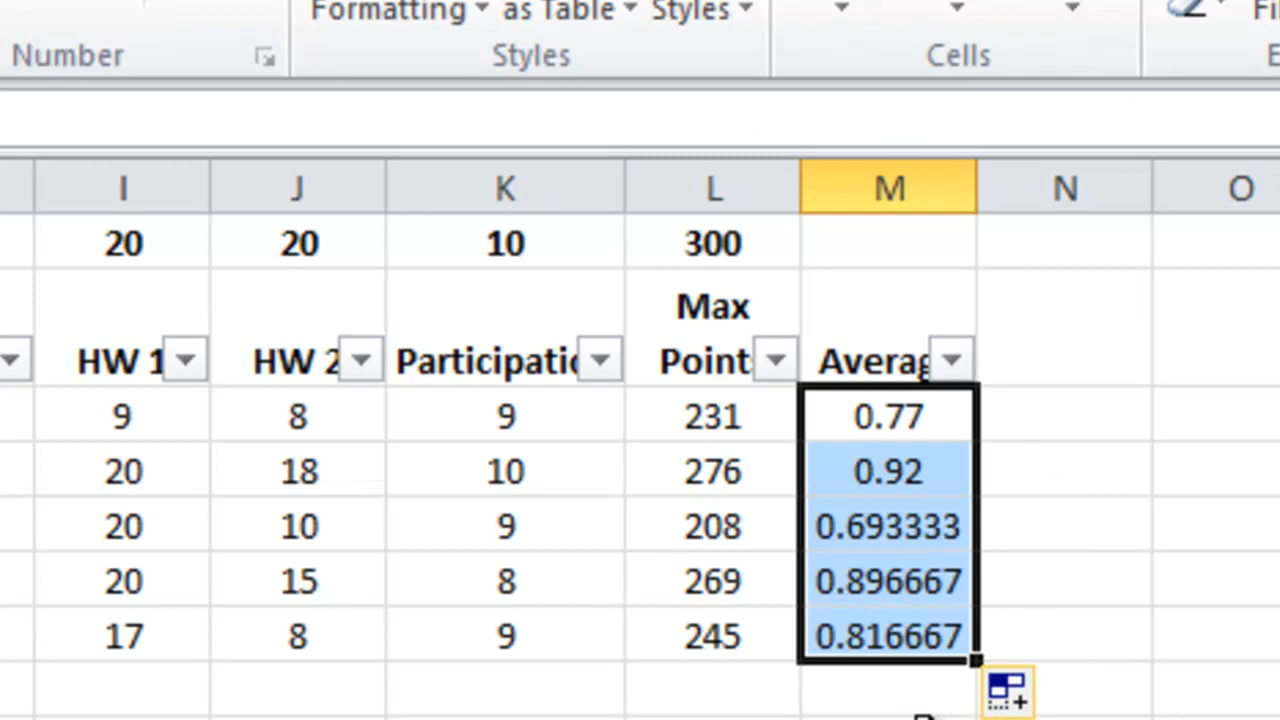 Formatting as Table Styles
Number Styles Cells
I J K L M N O
20 20 10 300
Max
HW 1 HW 2 Point
9 8 9 231 0.77
20 18 10 276 0.92
20 10 9 208 0.693333
20 15 8 269 0.896667
17 8 9 245 0.816667